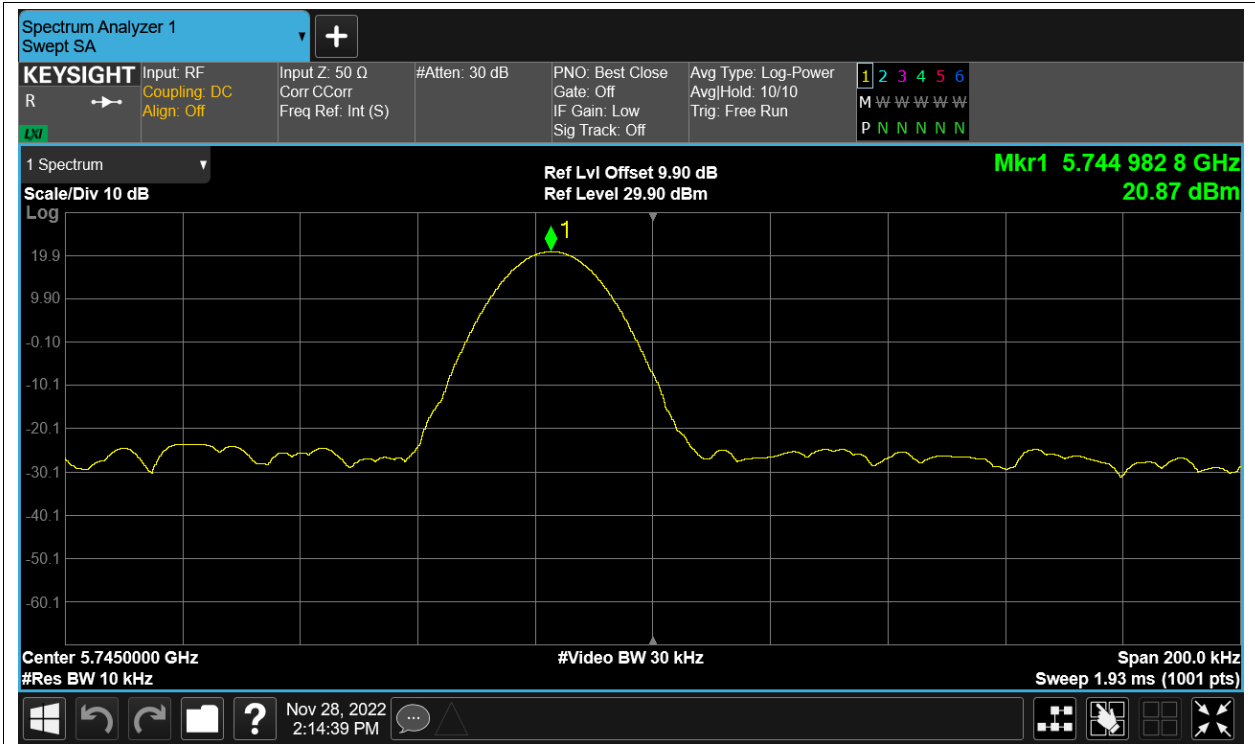 Spectrum Analyzer 1
Swept SA
KEYSIGHT
R
LXI
Input: RF
Coupling: DC
Align: Off
Input Z: 50 Ω
Corr CCorr
Freq Ref: Int (S)
#Atten: 30 dB
PNO: Best Close
Gate: Off
IF Gain: Low
Sig Track: Off
Avg Type: Log-Power
Avg|Hold: 10/10
Trig: Free Run
1 2 3 4 5 6
M W W W W W
P N N N N N
1 Spectrum
Scale/Div 10 dB
Log
Ref Lvl Offset 9.90 dB
Ref Level 29.90 dBm
Mkr1 5.744 982 8 GHz
20.87 dBm
1
19.9
9.90
-0.10
-10.1
-20.1
-30.1
-40.1
-50.1
-60.1
Center 5.7450000 GHz
#Res BW 10 kHz
#Video BW 30 kHz
Span 200.0 kHz
Sweep 1.93 ms (1001 pts)
?
Nov 28, 2022
2:14:39 PM